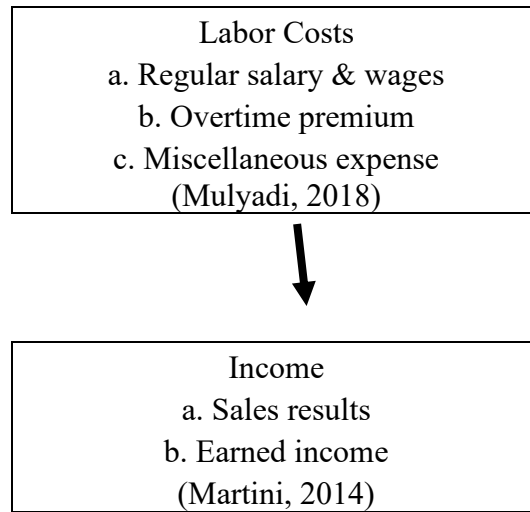 Labor Costs
a. Regular salary & wages
b. Overtime premium
c. Miscellaneous expense
(Mulyadi, 2018)
Income
a. Sales results
b. Earned income
(Martini, 2014)